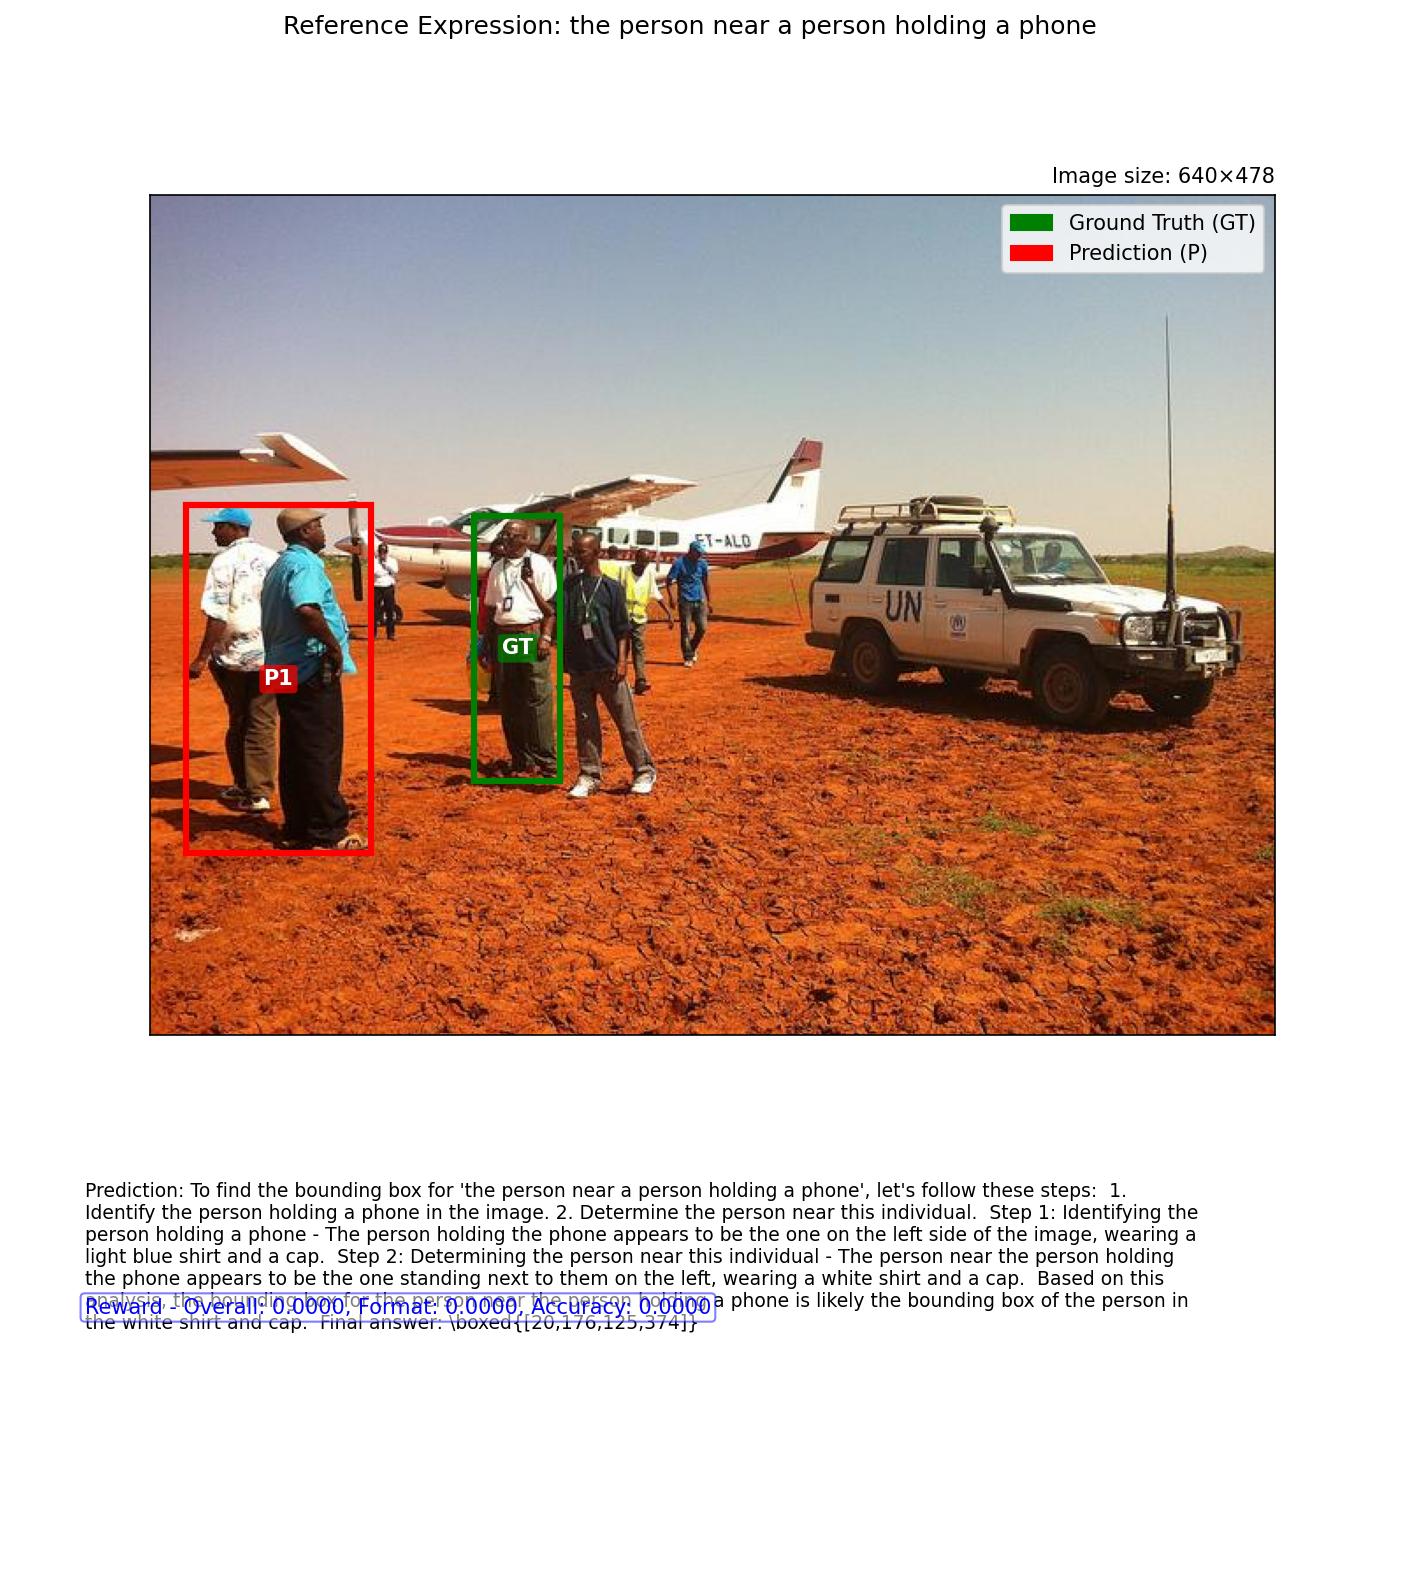 Reference Expression: the person near a person holding a phone
Image size: 640×478
Ground Truth (GT)
Prediction (P)
ET-ALD
UN
P1
GT
Prediction: To find the bounding box for 'the person near a person holding a phone', let's follow these steps:  1.
Identify the person holding a phone in the image. 2. Determine the person near this individual.  Step 1: Identifying the
person holding a phone - The person holding the phone appears to be the one on the left side of the image, wearing a
light blue shirt and a cap.  Step 2: Determining the person near this individual - The person near the person holding
the phone appears to be the one standing next to them on the left, wearing a white shirt and a cap.  Based on this
analysis, the bounding box for the person near the person holding a phone is likely the bounding box of the person in
Reward - Overall: 0.0000, Format: 0.0000, Accuracy: 0.0000
the white shirt and cap.  Final answer: \boxed{[20,176,125,374]}